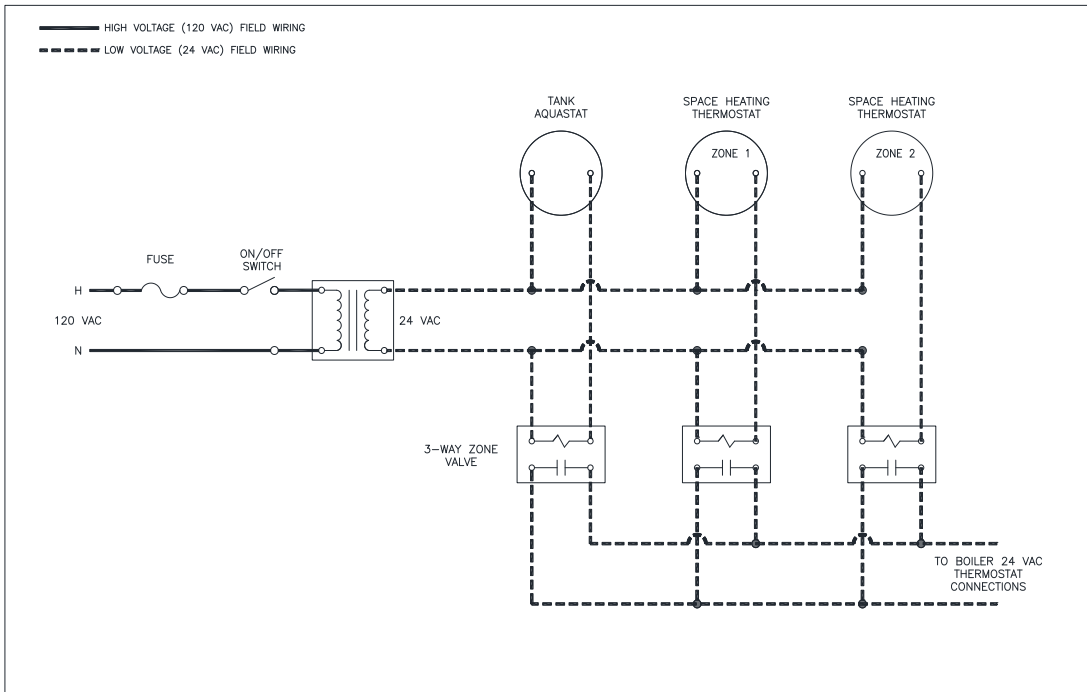 HIGH VOLTAGE (120 VAC) FIELD WIRING
LOW VOLTAGE (24 VAC) FIELD WIRING
TANK
AQUASTAT
SPACE HEATING
THERMOSTAT
ZONE 1
SPACE HEATING
THERMOSTAT
ZONE 2
FUSE
ON/OFF
SWITCH
H
120 VAC
N
24 VAC
3-WAY ZONE
VALVE
TO BOILER 24 VAC
THERMOSTAT
CONNECTIONS